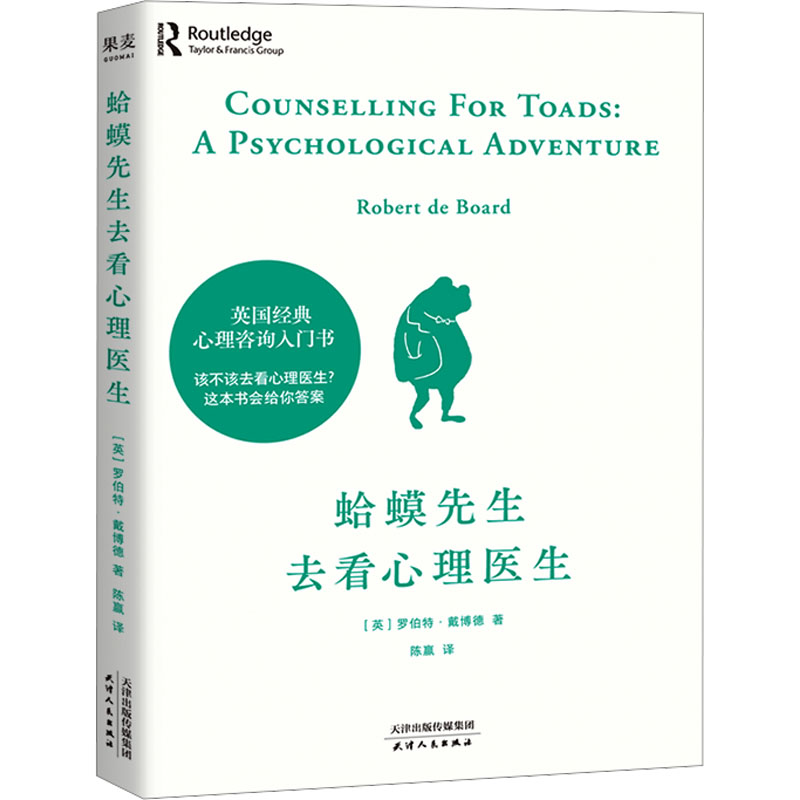 果麦
GUOMAI
蛤蟆先生去看心理医生
[英]罗伯特·戴博德 著 陈赢 译
天津出版传媒集团
天津人民出版社
ROUTLEDGE
Routledge
Taylor & Francis Group
COUNSELLING FOR TOADS:
A PSYCHOLOGICAL ADVENTURE
Robert de Board
英国经典
心理咨询入门书
该不该去看心理医生?
这本书会给你答案
蛤蟆先生
去看心理医生
[英]罗伯特·戴博德 著
陈赢 译
天津出版传媒集团
天津人民出版社